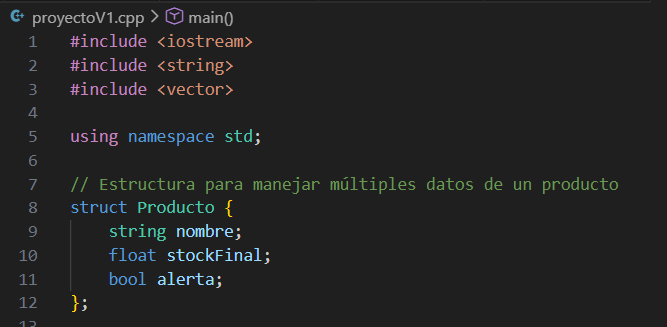 proyectoV1.cpp > main()
1 #include <iostream>
2 #include <string>
3 #include <vector>
4
5 using namespace std;
6
7 // Estructura para manejar múltiples datos de un producto
8 struct Producto {
9     string nombre;
10     float stockFinal;
11     bool alerta;
12 };
13